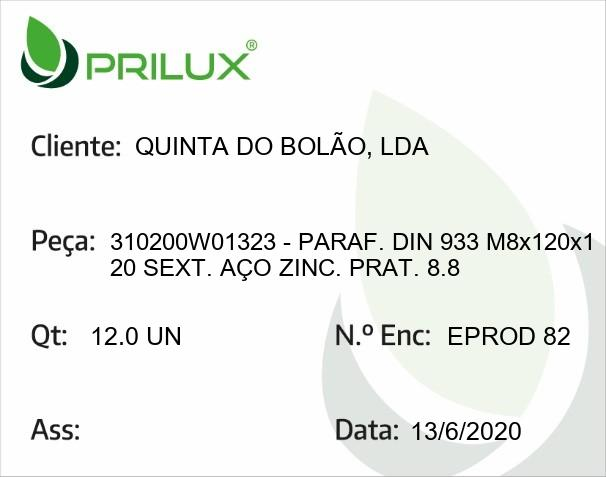 PRILUX®
Cliente: QUINTA DO BOLÃO, LDA
Peça: 310200W01323 - PARAF. DIN 933 M8x120x1
20 SEXT. AÇO ZINC. PRAT. 8.8
Qt: 12.0 UN N.º Enc: EPROD 82
Ass: Data: 13/6/2020